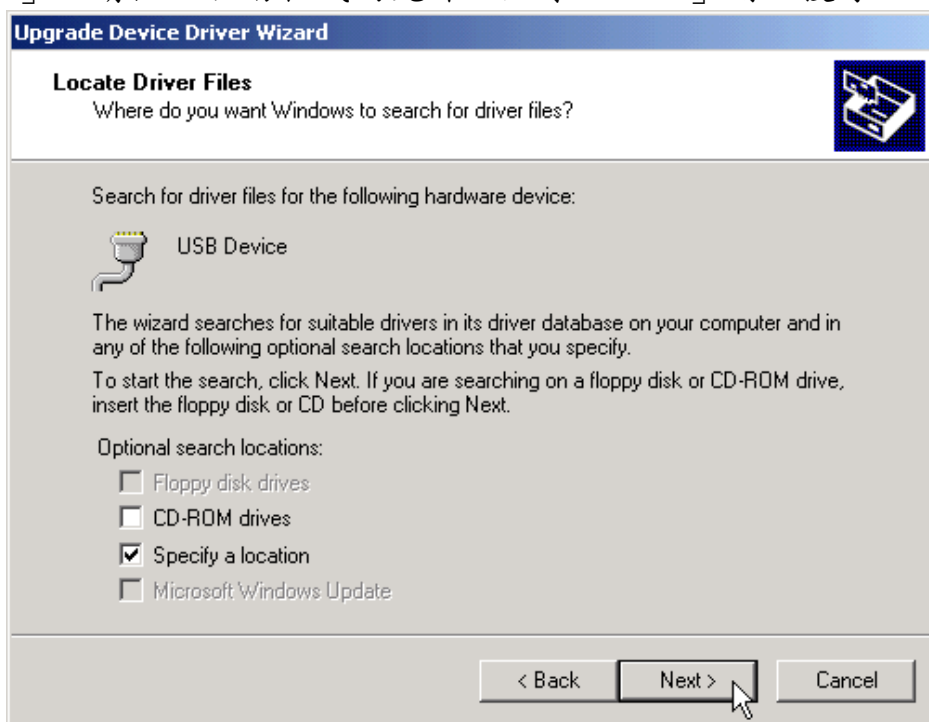 Upgrade Device Driver Wizard
Locate Driver Files
Where do you want Windows to search for driver files?
Search for driver files for the following hardware device:
USB Device
The wizard searches for suitable drivers in its driver database on your computer and in
any of the following optional search locations that you specify.
To start the search, click Next. If you are searching on a floppy disk or CD-ROM drive,
insert the floppy disk or CD before clicking Next.
Optional search locations:
Floppy disk drives
CD-ROM drives
Specify a location
Microsoft Windows Update
< Back Next > Cancel